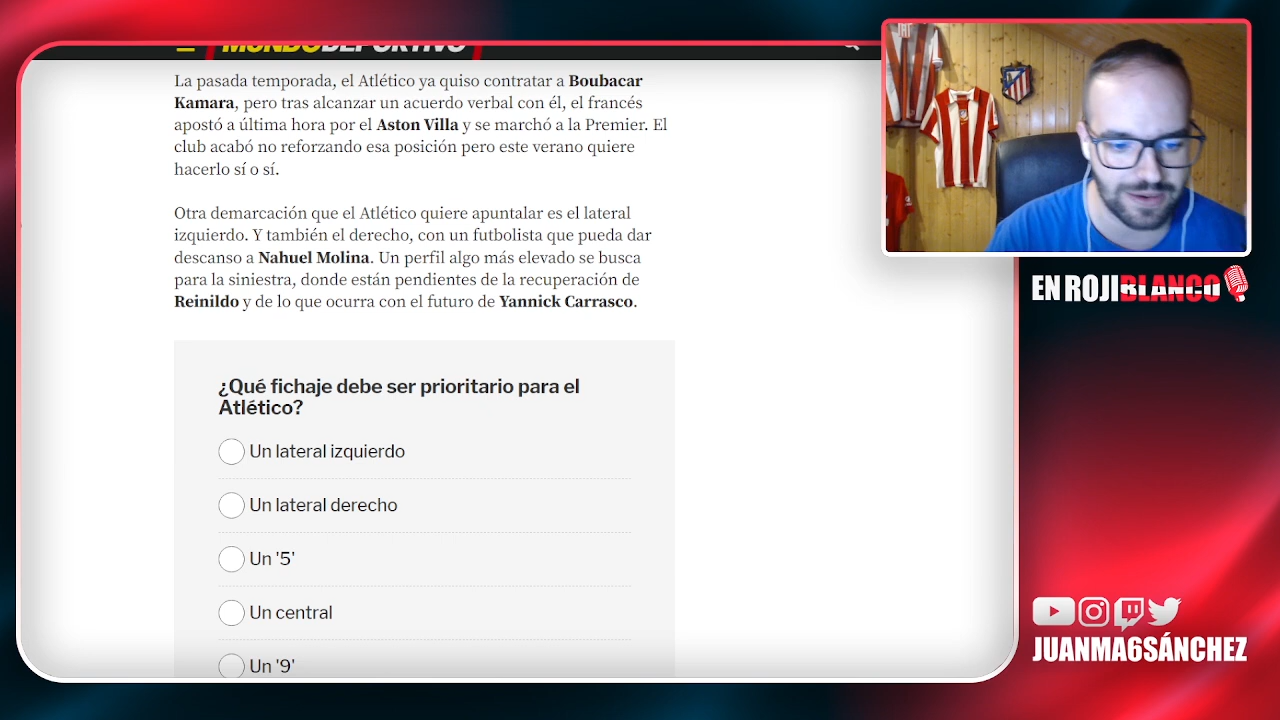 MUNDO DEPORTIVO
La pasada temporada, el Atlético ya quiso contratar a Boubacar
Kamara, pero tras alcanzar un acuerdo verbal con él, el francés
apostó a última hora por el Aston Villa y se marchó a la Premier. El
club acabó no reforzando esa posición pero este verano quiere
hacerlo sí o sí.
Otra demarcación que el Atlético quiere apuntalar es el lateral
izquierdo. Y también el derecho, con un futbolista que pueda dar
descanso a Nahuel Molina. Un perfil algo más elevado se busca
para la siniestra, donde están pendientes de la recuperación de
Reinildo y de lo que ocurra con el futuro de Yannick Carrasco.
¿Qué fichaje debe ser prioritario para el
Atlético?
Un lateral izquierdo
Un lateral derecho
Un '5'
Un central
Un '9'
EN ROJIBLANCO
JUANMA6SÁNCHEZ